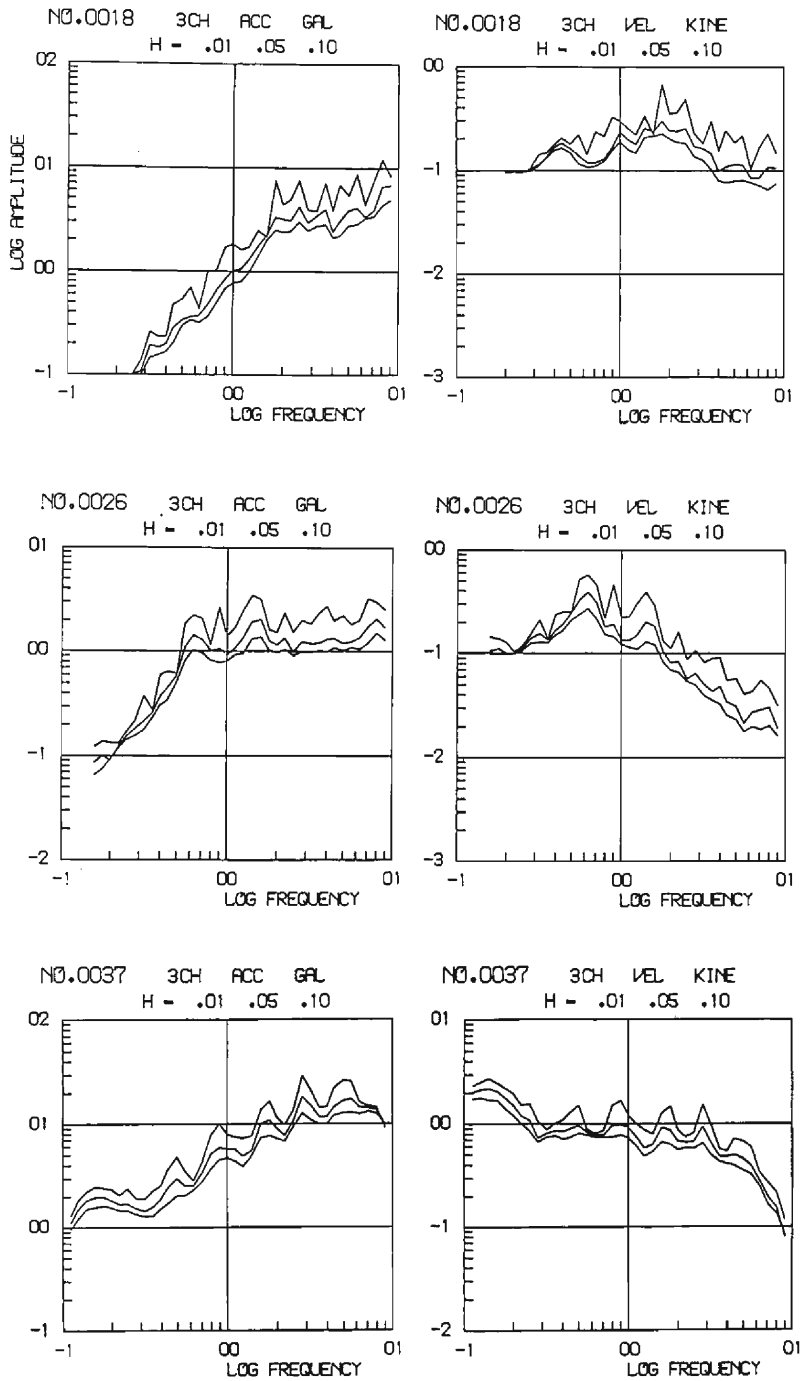 NO.0018 3CH ACC GAL
H = .01 .05 .10
02
01
00
-1
LOG AMPLITUDE
-1 00 01
LOG FREQUENCY
NO.0018 3CH VEL KINE
H = .01 .05 .10
00
-1
-2
-3
-1 00 01
LOG FREQUENCY
NO.0026 3CH ACC GAL
H = .01 .05 .10
01
00
-1
-2
-1 00 01
LOG FREQUENCY
NO.0026 3CH VEL KINE
H = .01 .05 .10
00
-1
-2
-3
-1 00 01
LOG FREQUENCY
NO.0037 3CH ACC GAL
H = .01 .05 .10
02
01
00
-1
-1 00 01
LOG FREQUENCY
NO.0037 3CH VEL KINE
H = .01 .05 .10
01
00
-1
-2
-1 00 01
LOG FREQUENCY